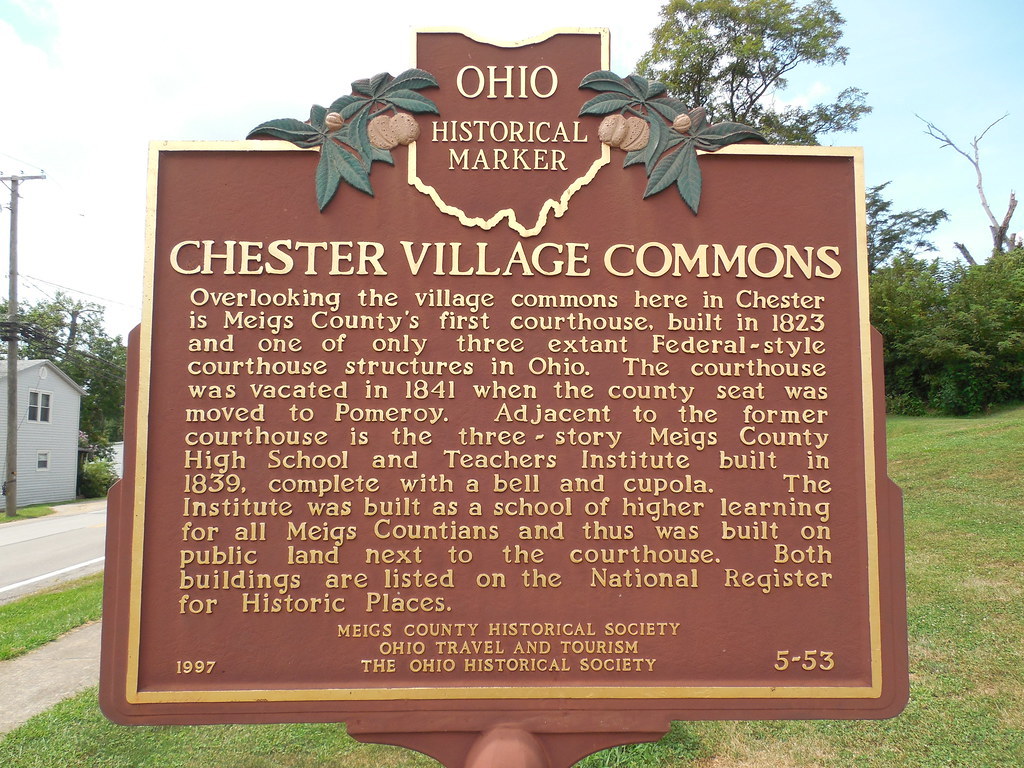 OHIO
HISTORICAL
MARKER
CHESTER VILLAGE COMMONS
Overlooking the village commons here in Chester
is Meigs County's first courthouse, built in 1823
and one of only three extant Federal-style
courthouse structures in Ohio. The courthouse
was vacated in 1841 when the county seat was
moved to Pomeroy. Adjacent to the former
courthouse is the three-story Meigs County
High School and Teachers Institute built in
1839, complete with a bell and cupola. The
Institute was built as a school of higher learning
for all Meigs Countians and thus was built on
public land next to the courthouse. Both
buildings are listed on the National Register
for Historic Places.
MEIGS COUNTY HISTORICAL SOCIETY
OHIO TRAVEL AND TOURISM
THE OHIO HISTORICAL SOCIETY
1997
5-53